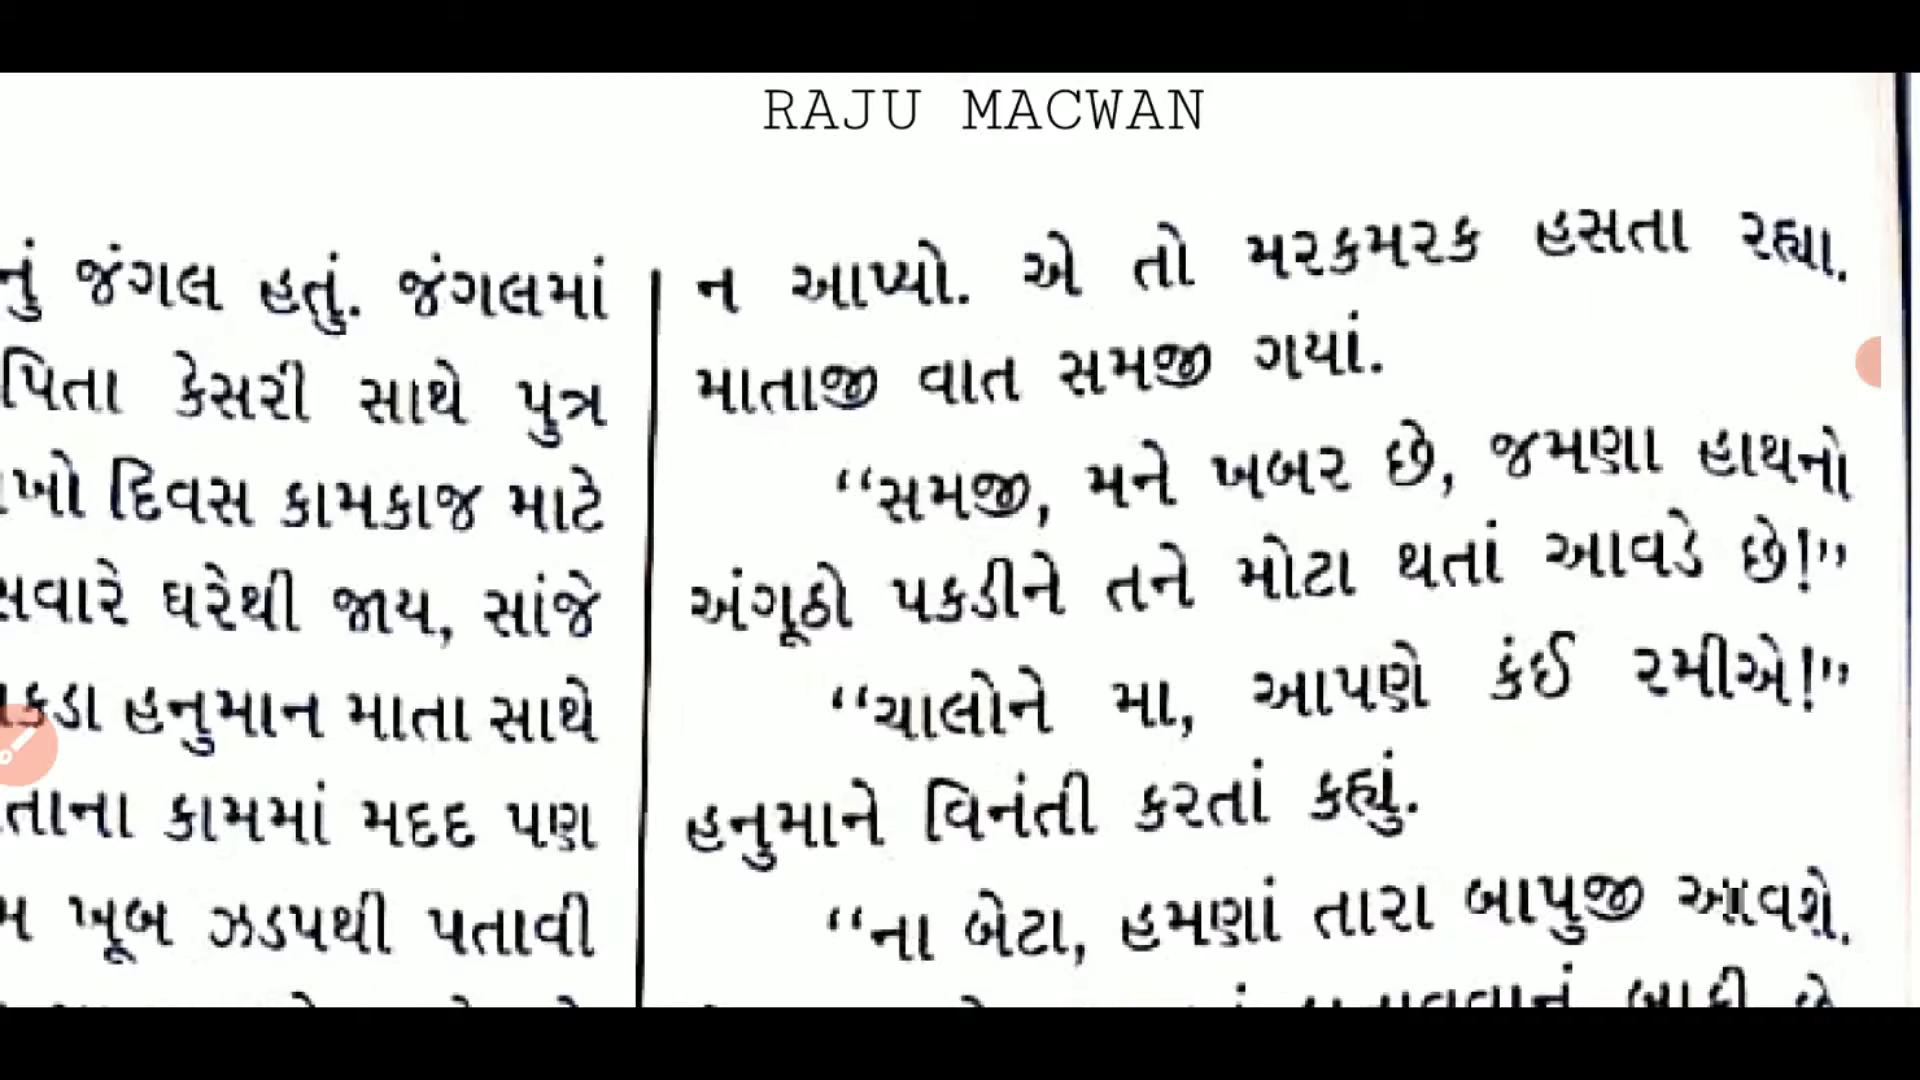 RAJU MACWAN
નું જંગલ હતું. જંગલમાં
પિતા કેસરી સાથે પુત્ર
દિવસ કામકાજ માટે
સવારે ઘરેથી જાય, સાંજે
હનુમાન માતા સાથે
કામમાં મદદ પણ
ખૂબ ઝડપથી પતાવી
ન આપ્યો. એ તો મરકમરક હસતા રહ્યા.
માતાજી વાત સમજી ગયાં.
“સમજી, મને ખબર છે, જમણા હાથનો
અંગૂઠો પકડીને તને મોટા થતાં આવડે છે!”
“ચાલોને મા, આપણે કંઈ રમીએ!”
હનુમાને વિનંતી કરતાં કહ્યું.
“ના બેટા, હમણાં તારા બાપુજી આવશે.